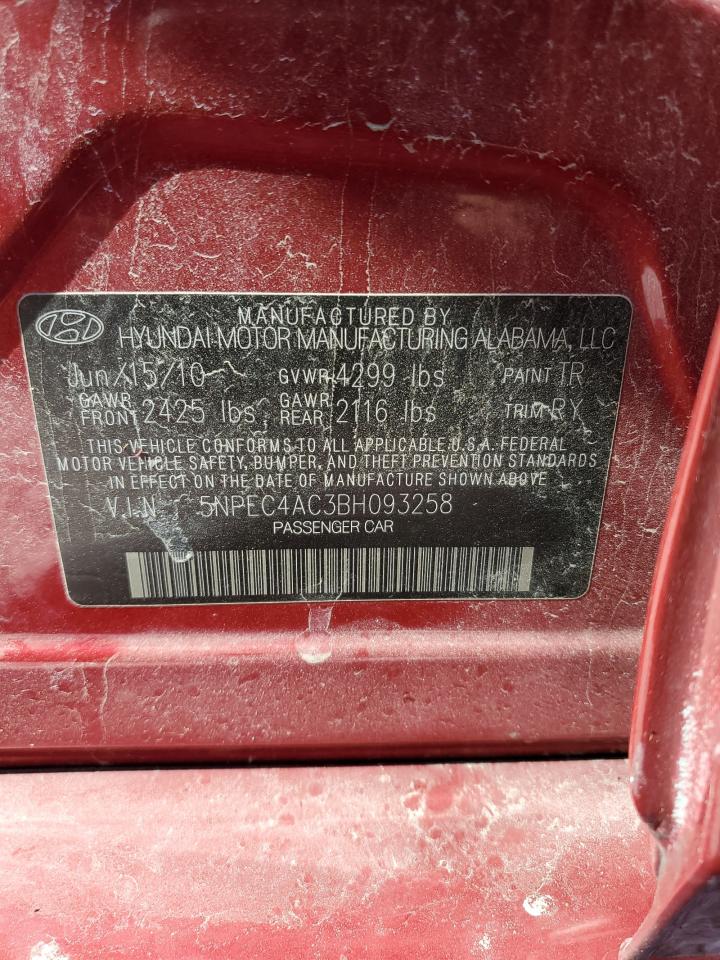 MANUFACTURED BY
HYUNDAI MOTOR MANUFACTURING ALABAMA, LLC
Jun/15/10 GVWR 4299 lbs PAINT TR
GAWR FRONT 2425 lbs GAWR REAR 2116 lbs TRIM RY
THIS VEHICLE CONFORMS TO ALL APPLICABLE U.S.A. FEDERAL
MOTOR VEHICLE SAFETY, BUMPER, AND THEFT PREVENTION STANDARDS
IN EFFECT ON THE DATE OF MANUFACTURE SHOWN ABOVE
V.I.N 5NPEC4AC3BH093258
PASSENGER CAR